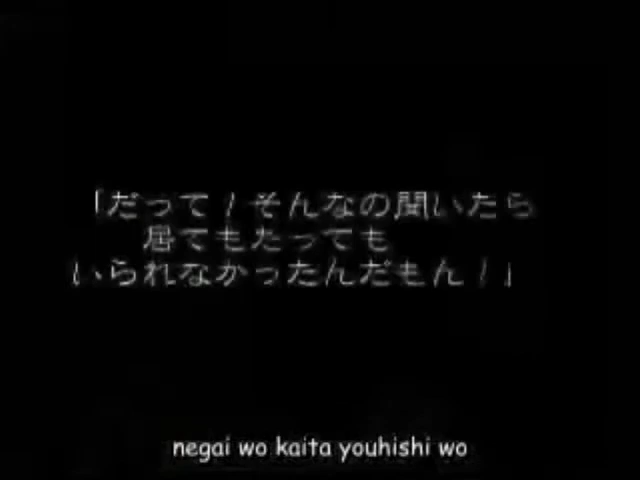 「だって!そんなの聞いたら
居てもたっても
いられなかったんだもん!」
negai wo kaita youhishi wo